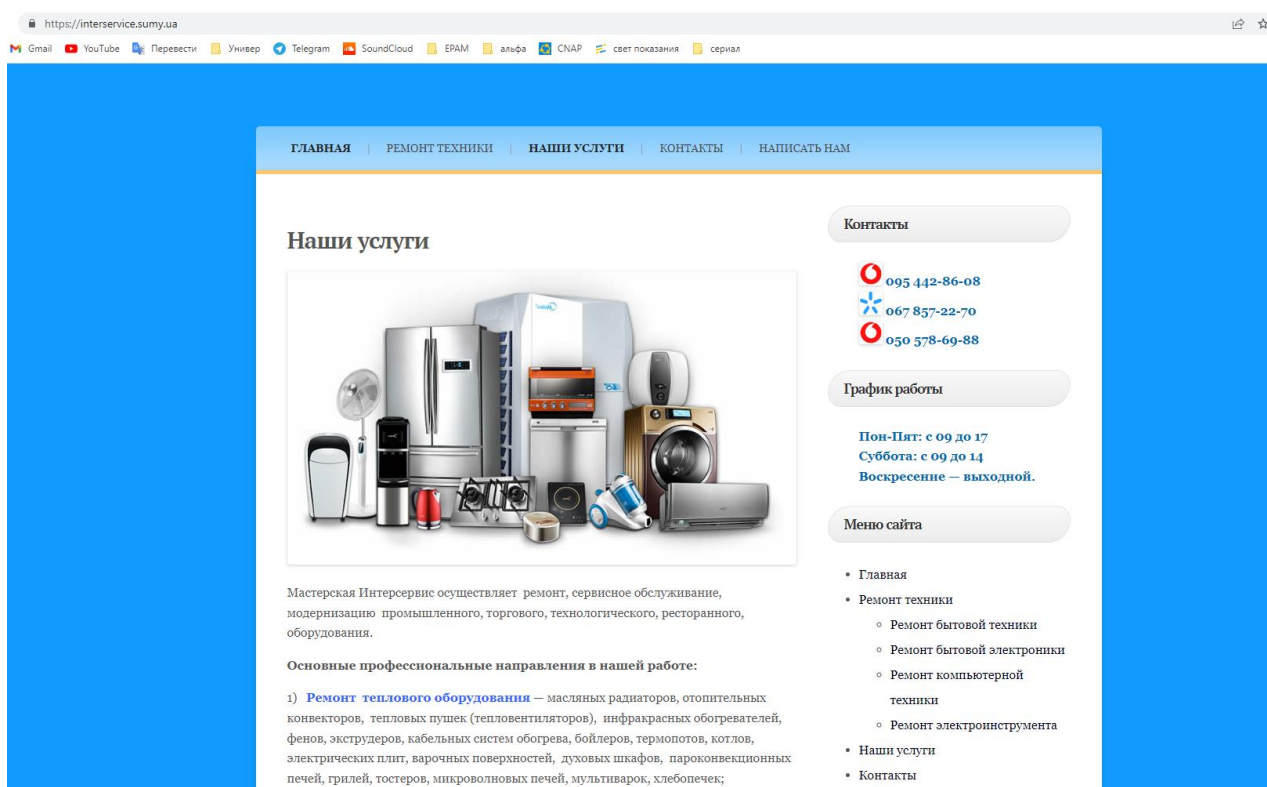 https://interservice.sumy.ua
Gmail YouTube Перевести Универ Telegram SoundCloud EPAM альфа CNAP свет показания сериал
ГЛАВНАЯ | РЕМОНТ ТЕХНИКИ | НАШИ УСЛУГИ | КОНТАКТЫ | НАПИСАТЬ НАМ
Наши услуги
Мастерская Интерсервис осуществляет ремонт, сервисное обслуживание,
модернизацию промышленного, торгового, технологического, ресторанного,
оборудования.
Основные профессиональные направления в нашей работе:
1) Ремонт теплового оборудования — масляных радиаторов, отопительных
конвекторов, тепловых пушек (тепловентиляторов), инфракрасных обогревателей,
фенов, экструдеров, кабельных систем обогрева, бойлеров, термопотов, котлов,
электрических плит, варочных поверхностей, духовых шкафов, пароконвекционных
печей, грилей, тостеров, микроволновых печей, мультиварок, хлебопечек;
Контакты
095 442-86-08
067 857-22-70
050 578-69-88
График работы
Пон-Пят: с 09 до 17
Суббота: с 09 до 14
Воскресение — выходной.
Меню сайта
Главная
Ремонт техники
Ремонт бытовой техники
Ремонт бытовой электроники
Ремонт компьютерной
техники
Ремонт электроинструмента
Наши услуги
Контакты